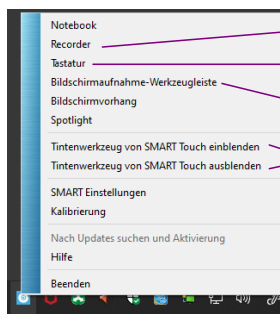 Notebook
Recorder
Tastatur
Bildschirmaufnahme-Werkzeugleiste
Bildschirmvorhang
Spotlight
Tintenwerkzeug von SMART Touch einblenden
Tintenwerkzeug von SMART Touch ausblenden
SMART Einstellungen
Kalibrierung
Nach Updates suchen und Aktivierung
Hilfe
Beenden